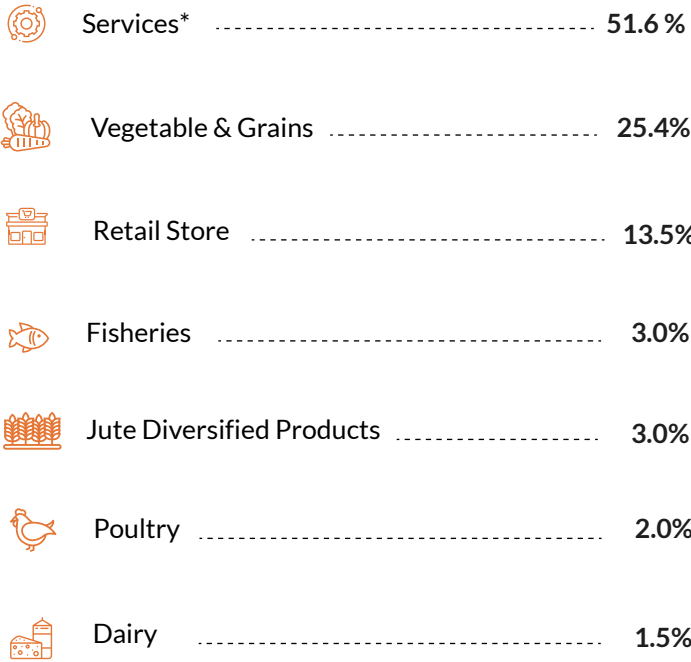 Services* 51.6 %
Vegetable & Grains 25.4%
Retail Store 13.5%
Fisheries 3.0%
Jute Diversified Products 3.0%
Poultry 2.0%
Dairy 1.5%